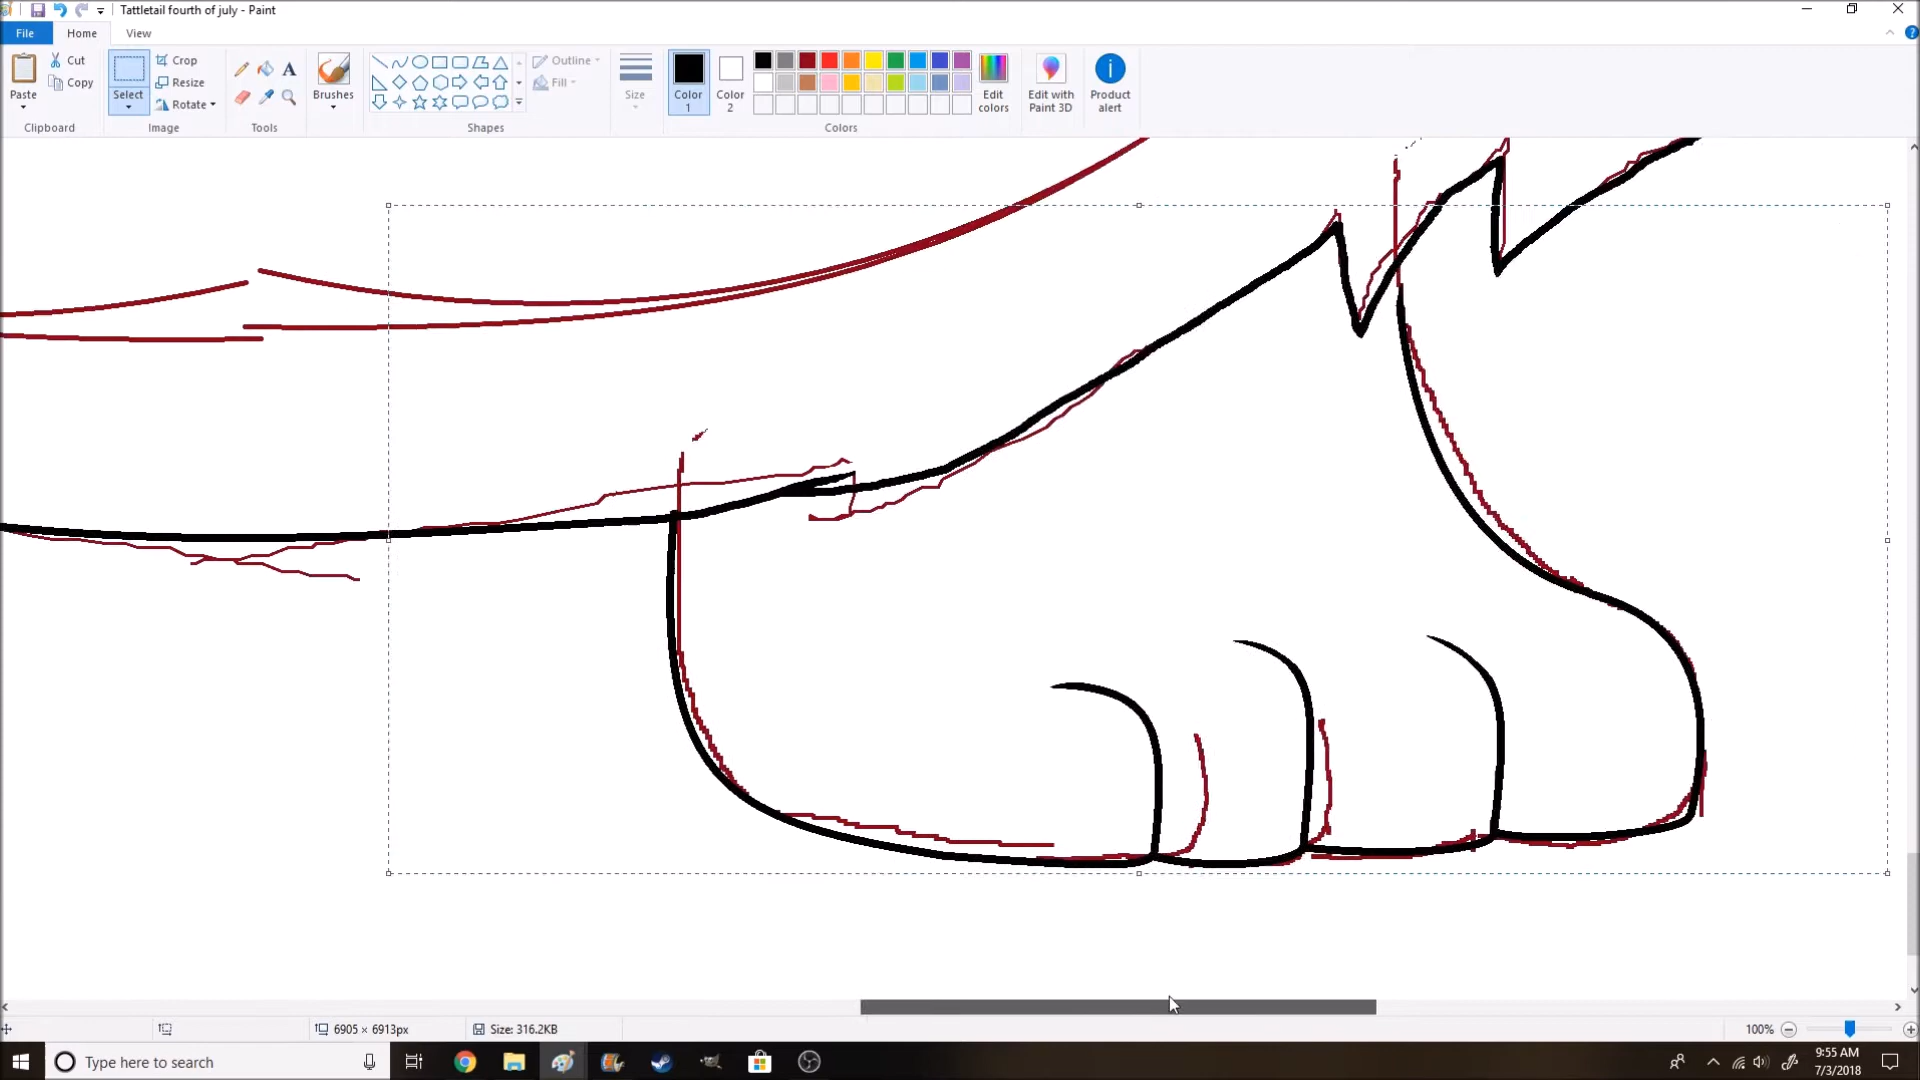 Tattletail fourth of july - Paint
File Home View
Paste
Cut
Copy
Clipboard
Select
Crop
Resize
Rotate
Image
A
Tools
Brushes
Shapes
Outline
Fill
Size
Color 1
Color 2
Colors
Edit colors
Edit with Paint 3D
Product alert
6905 × 6913px
Size: 316.2KB
100%
Type here to search
9:55 AM
7/3/2018